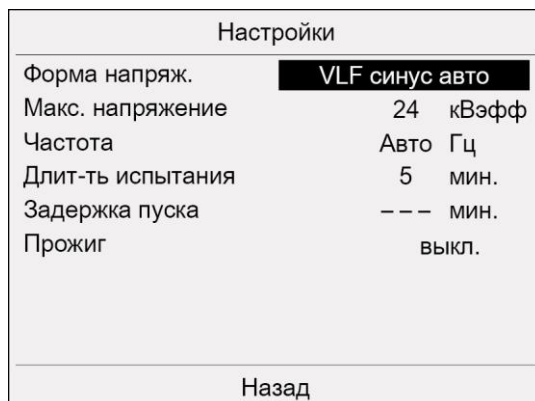 Настройки
Форма напряж. VLF синус авто
Макс. напряжение 24 кВэфф
Частота Авто Гц
Длит-ть испытания 5 мин.
Задержка пуска – – – мин.
Прожиг выкл.
Назад